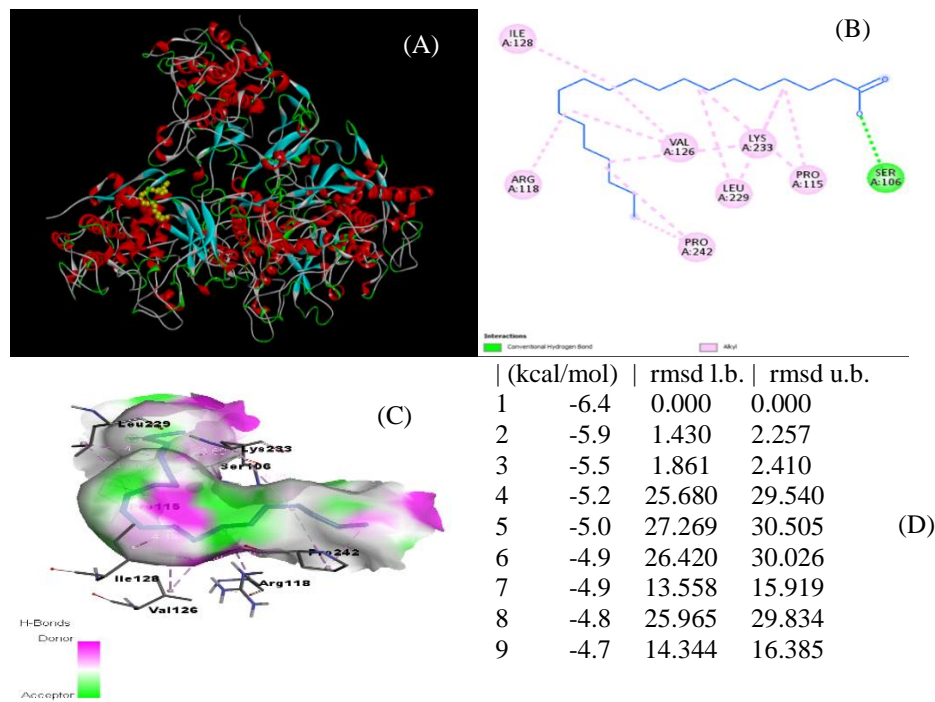 (A)
(B)
ILE
A:128
ARG
A:118
VAL
A:126
LYS
A:233
LEU
A:229
PRO
A:115
SER
A:106
PRO
A:242
Interactions
Conventional Hydrogen Bond
Alkyl
(C)
Leu229
Lys233
Ser106
Pro242
Ile128
Arg118
Val126
H-Bonds
Donor
Acceptor
| (kcal/mol) | rmsd l.b. | rmsd u.b.
1 -6.4 0.000 0.000
2 -5.9 1.430 2.257
3 -5.5 1.861 2.410
4 -5.2 25.680 29.540
5 -5.0 27.269 30.505
6 -4.9 26.420 30.026
7 -4.9 13.558 15.919
8 -4.8 25.965 29.834
9 -4.7 14.344 16.385
(D)